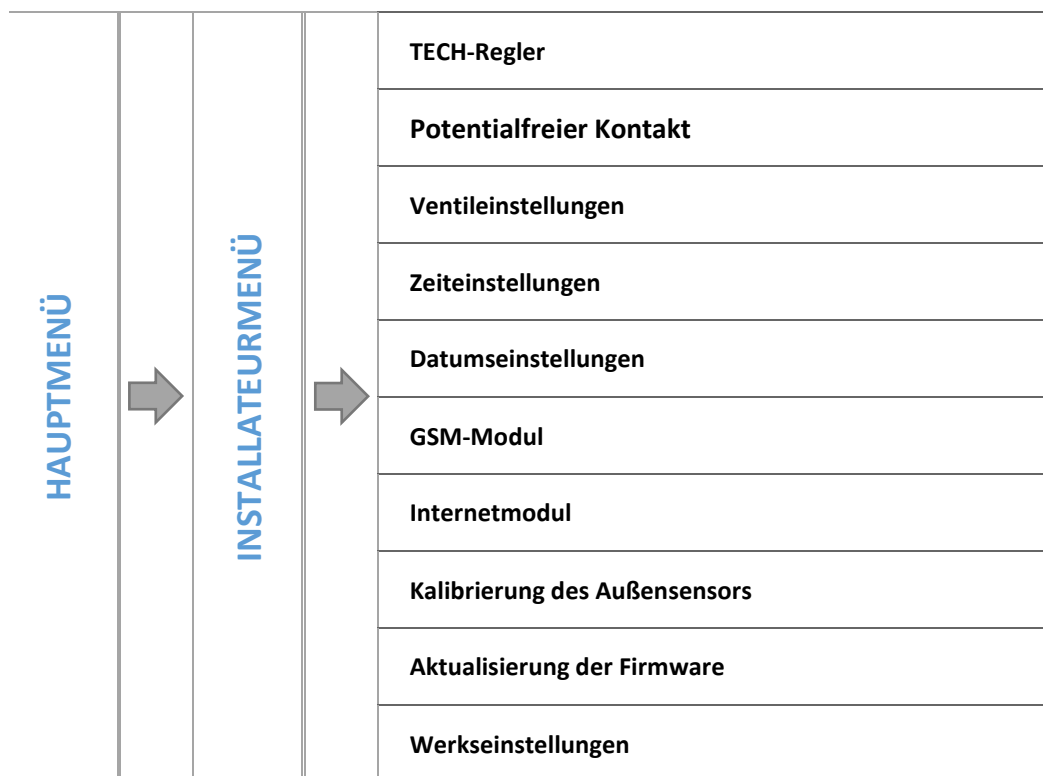 HAUPTMENÜ
INSTALLATEURMENÜ
TECH-Regler
Potentialfreier Kontakt
Ventileinstellungen
Zeiteinstellungen
Datumseinstellungen
GSM-Modul
Internetmodul
Kalibrierung des Außensensors
Aktualisierung der Firmware
Werkseinstellungen